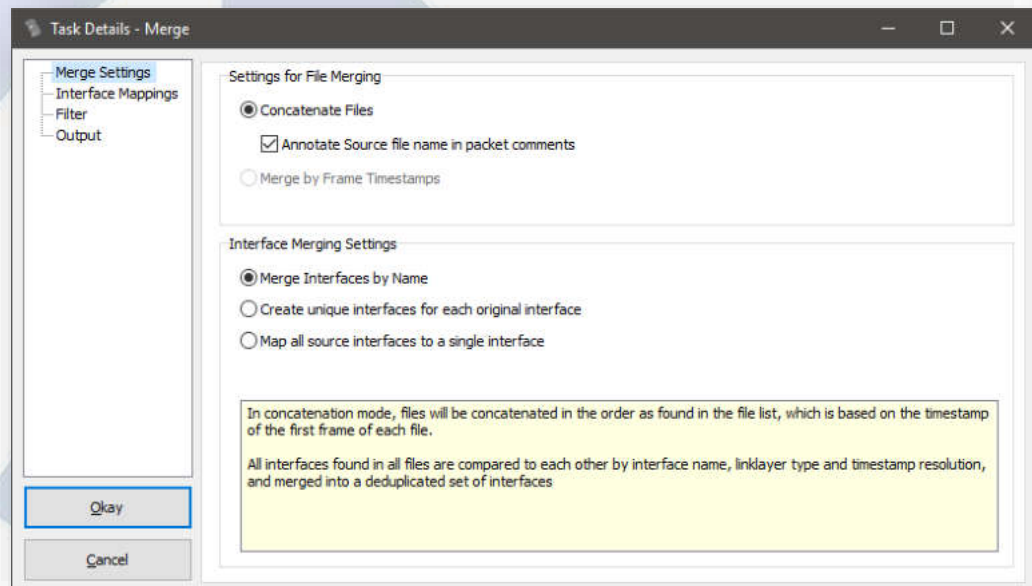 Task Details - Merge
Merge Settings
Interface Mappings
Filter
Output
Okay
Cancel
Settings for File Merging
Concatenate Files
Annotate Source file name in packet comments
Merge by Frame Timestamps
Interface Merging Settings
Merge Interfaces by Name
Create unique interfaces for each original interface
Map all source interfaces to a single interface
In concatenation mode, files will be concatenated in the order as found in the file list, which is based on the timestamp
of the first frame of each file.
All interfaces found in all files are compared to each other by interface name, linklayer type and timestamp resolution,
and merged into a deduplicated set of interfaces